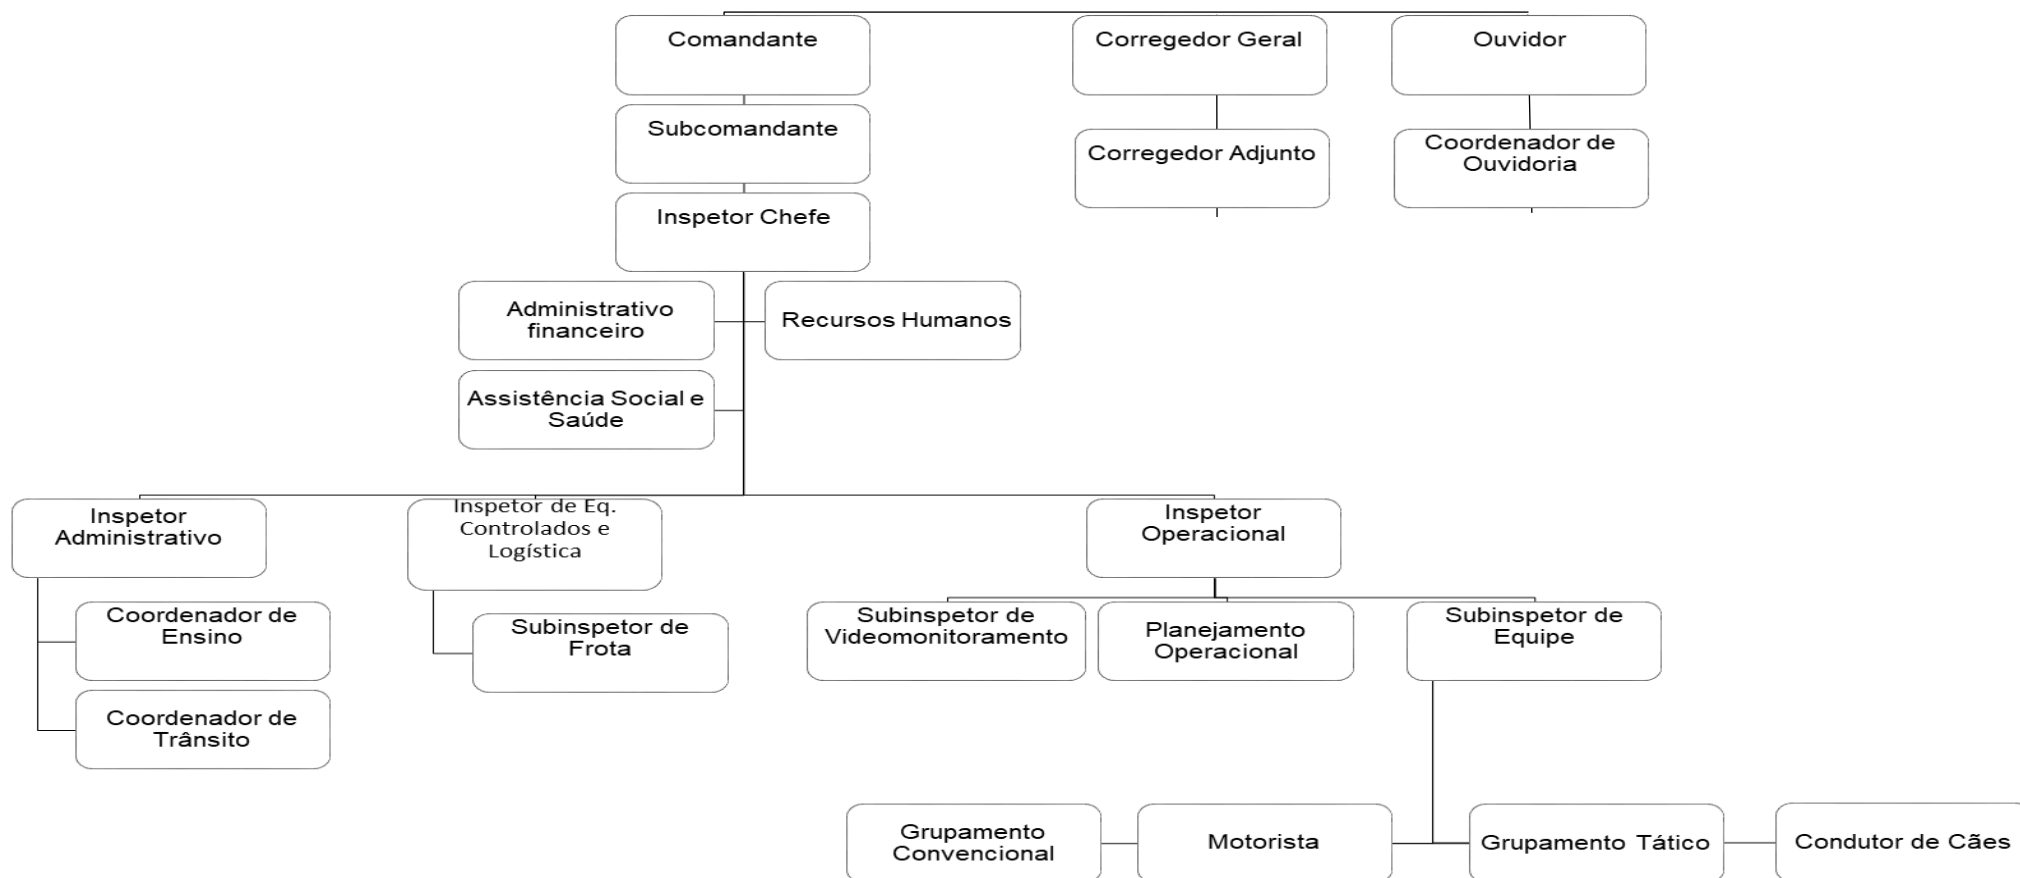 Comandante
Corregedor Geral
Ouvidor
Subcomandante
Corregedor Adjunto
Coordenador de
Ouvidoria
Inspetor Chefe
Administrativo
financeiro
Recursos Humanos
Assistência Social e
Saúde
Inspetor
Administrativo
Inspetor de Eq.
Controlados e
Logística
Inspetor
Operacional
Coordenador de
Ensino
Subinspetor de
Frota
Subinspetor de
Videomonitoramento
Planejamento
Operacional
Subinspetor de
Equipe
Coordenador de
Trânsito
Grupamento
Convencional
Motorista
Grupamento Tático
Condutor de Cães